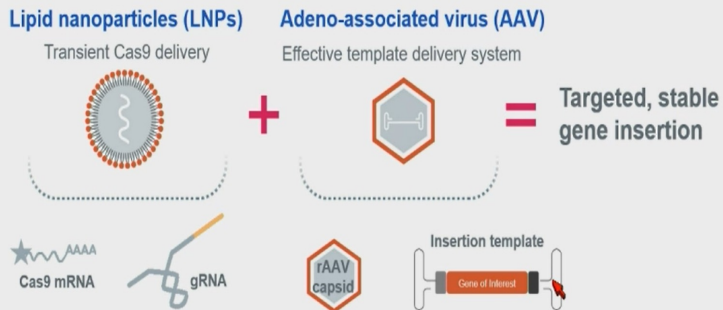 Lipid nanoparticles (LNPs)
Transient Cas9 delivery
Adeno-associated virus (AAV)
Effective template delivery system
+
=
Targeted, stable
gene insertion
AAAA
Cas9 mRNA
gRNA
rAAV
capsid
Insertion template
Gene of Interest